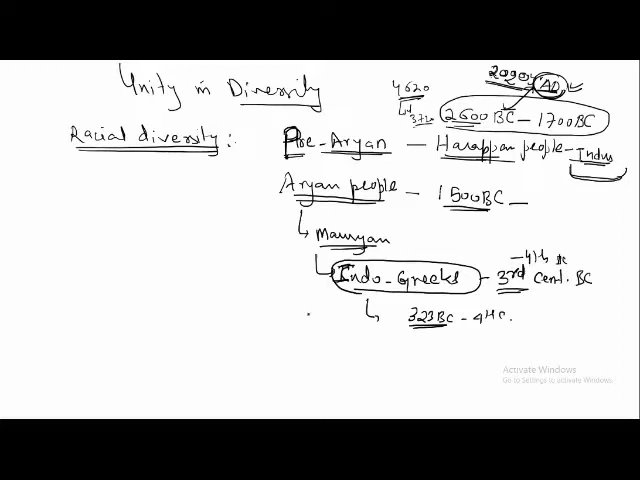 Unity in Diversity
2020 AD
4620
3720
2600 BC - 1700 BC
Racial diversity :
Pre-Aryan - Harappan people - Indus
Aryan people - 1500 BC -
Mauryan
- 4th BC
Indo-Greeks - 3rd Cent. BC
323 BC - 4th C.
Activate Windows
Go to Settings to activate Windows.